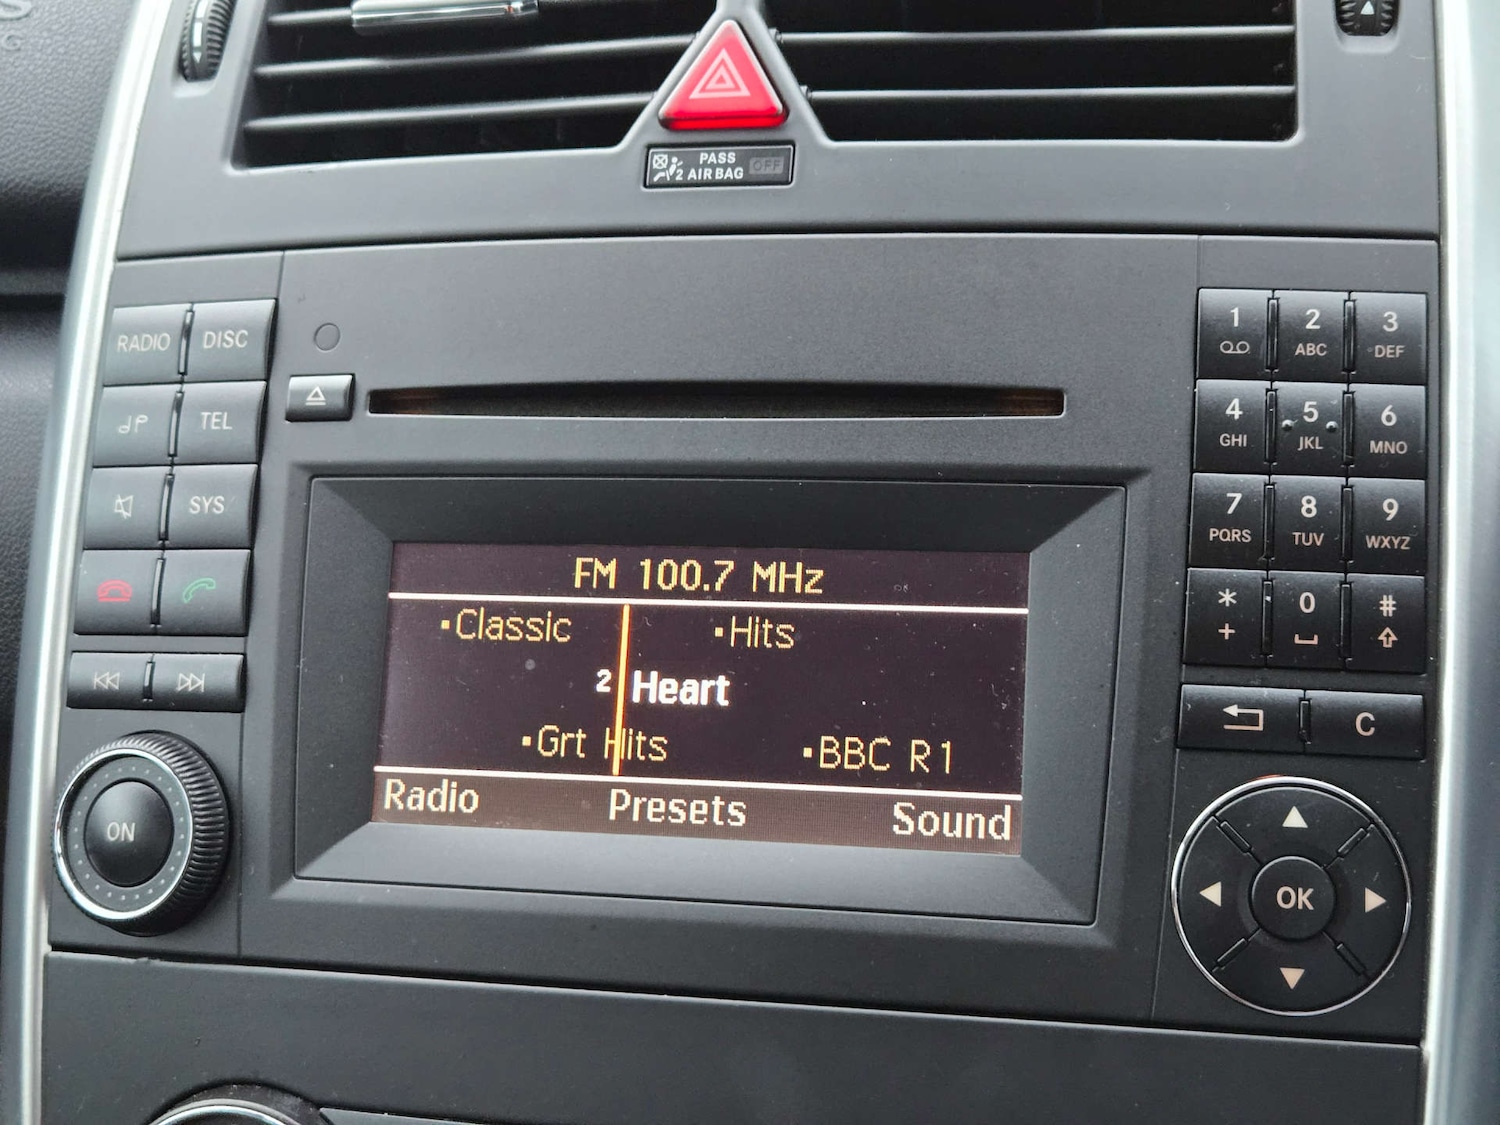 PASS
2 AIR BAG OFF
RADIO DISC
TEL
SYS
ON
FM 100.7 MHz
Classic Hits
2 Heart
Grt Hits BBC R1
Radio Presets Sound
1 2 3
ABC DEF
4 5 6
GHI JKL MNO
7 8 9
PQRS TUV WXYZ
* 0 #
+
C
OK